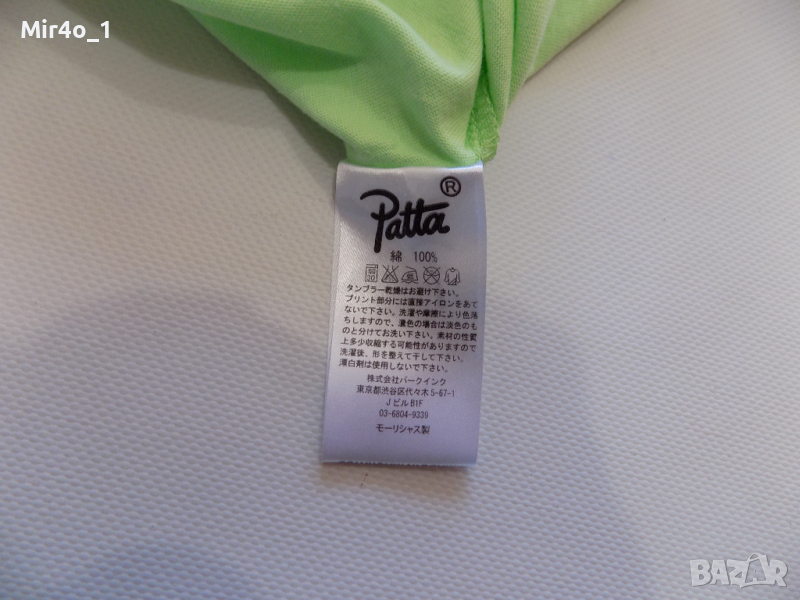 Mir4o_1
Patta®
綿 100%
タンブラー乾燥はお避け下さい。
プリント部分には直接アイロンをあて
ないで下さい。洗濯や摩擦により色落
ちしますので、濃色の場合は淡色のも
のと分けてお洗い下さい。素材の性質
上多少収縮する可能性がありますので
洗濯後、形を整えて干して下さい。
漂白剤は使用しないで下さい。
株式会社パークインク
東京都渋谷区代々木5-67-1
JビルB1F
03-6804-9339
モーリシャス製
BAZAR